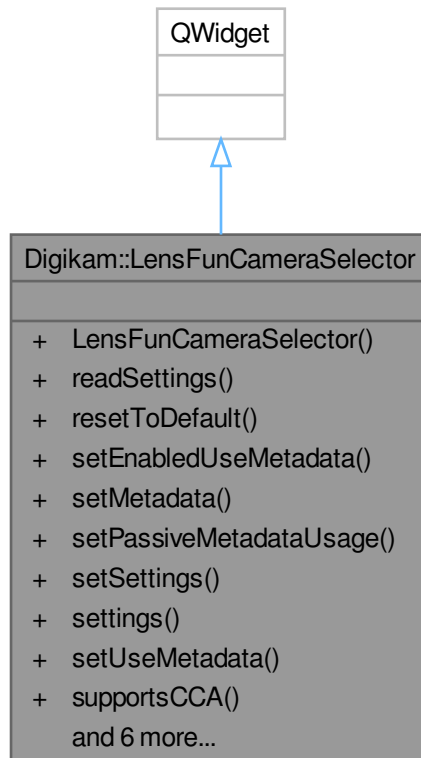 QWidget
Digikam::LensFunCameraSelector
+ LensFunCameraSelector()
+ readSettings()
+ resetToDefault()
+ setEnabledUseMetadata()
+ setMetadata()
+ setPassiveMetadataUsage()
+ setSettings()
+ settings()
+ setUseMetadata()
+ supportsCCA()
and 6 more...